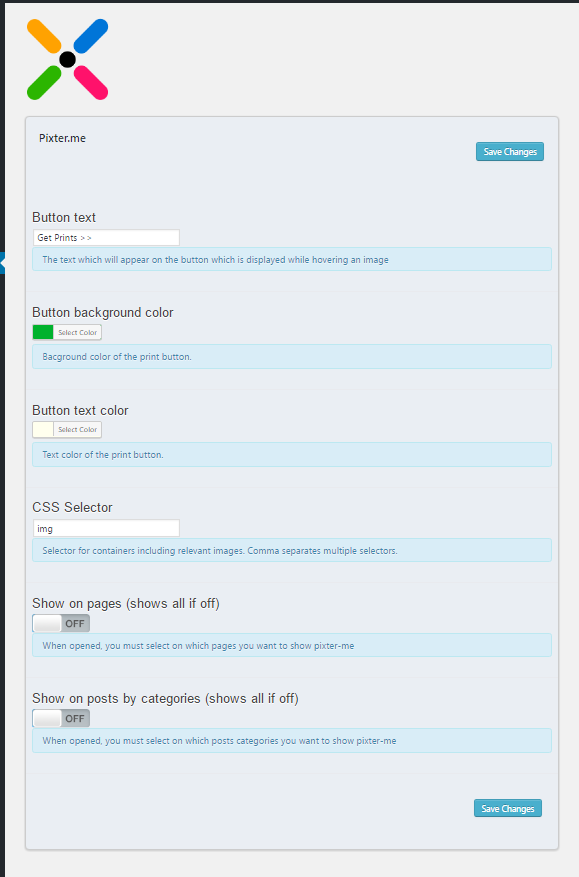 Pixter.me
Save Changes
Button text
Get Prints >>
The text which will appear on the button which is displayed while hovering an image
Button background color
Select Color
Bacground color of the print button.
Button text color
Select Color
Text color of the print button.
CSS Selector
img
Selector for containers including relevant images. Comma separates multiple selectors.
Show on pages (shows all if off)
OFF
When opened, you must select on which pages you want to show pixter-me
Show on posts by categories (shows all if off)
OFF
When opened, you must select on which posts categories you want to show pixter-me
Save Changes